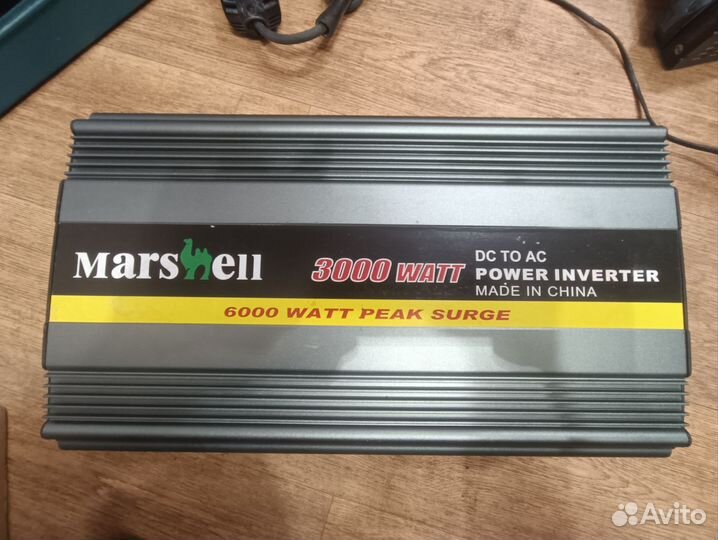 Marshell
3000 WATT
DC TO AC
POWER INVERTER
MADE IN CHINA
6000 WATT PEAK SURGE
Avito